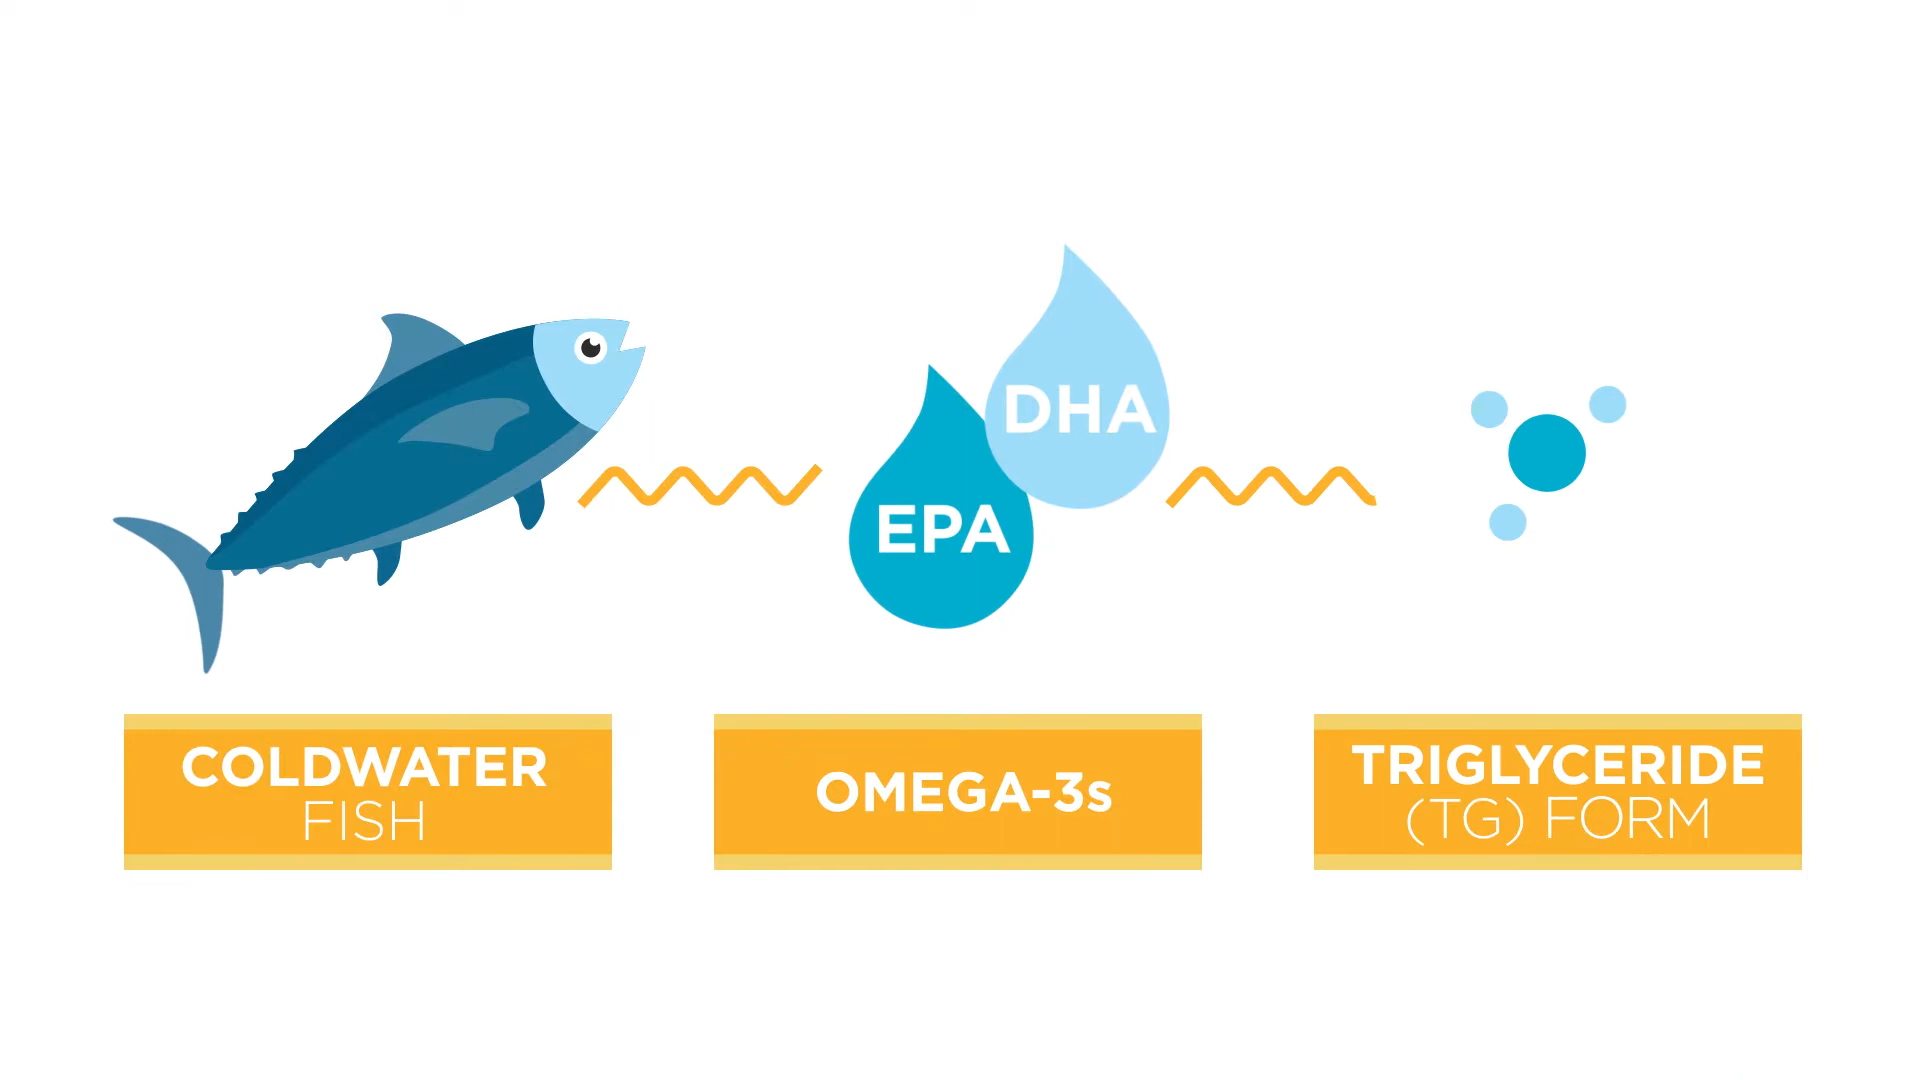 DHA
EPA
COLDWATER
FISH
OMEGA-3s
TRIGLYCERIDE
(TG) FORM